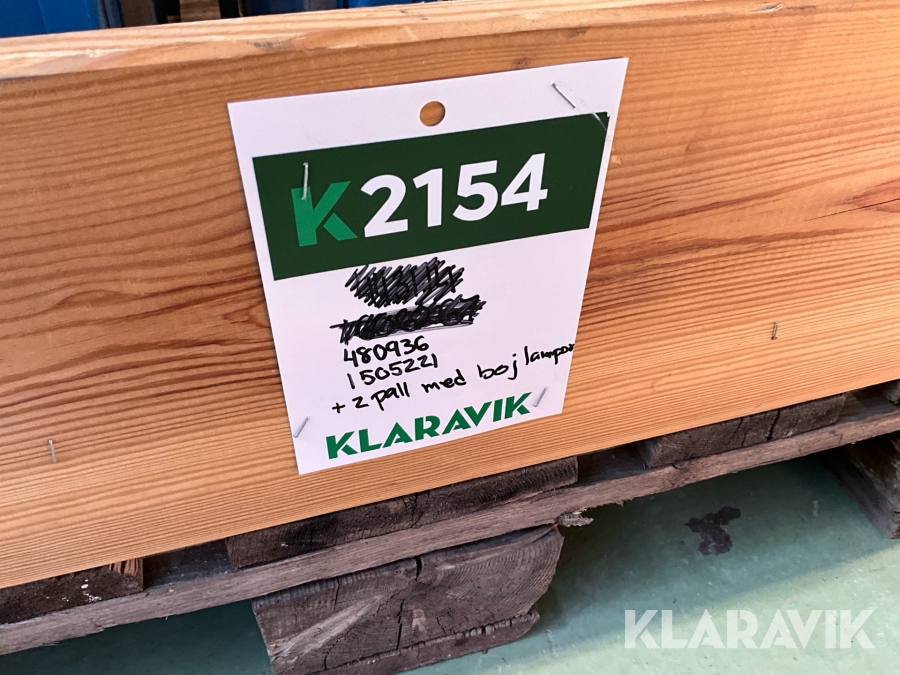 K2154
480936
1505221
+ 2 pall med boj lampor
KLARAVIK
KLARAVIK